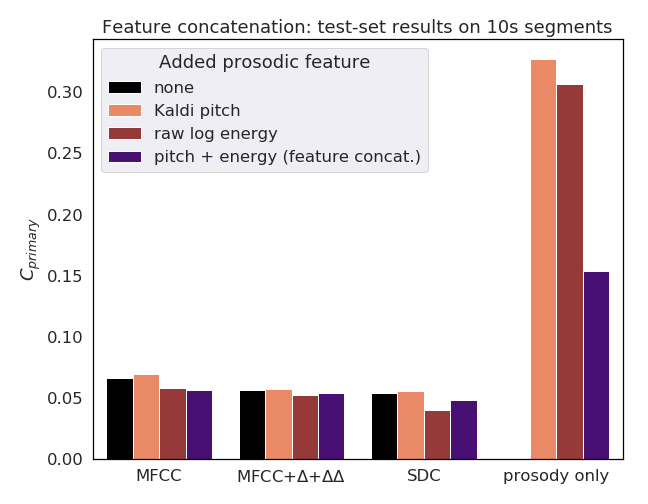 Feature concatenation: test-set results on 10s segments
Added prosodic feature
none
Kaldi pitch
raw log energy
pitch + energy (feature concat.)
C_primary
0.30
0.25
0.20
0.15
0.10
0.05
0.00
MFCC
MFCC+Δ+ΔΔ
SDC
prosody only